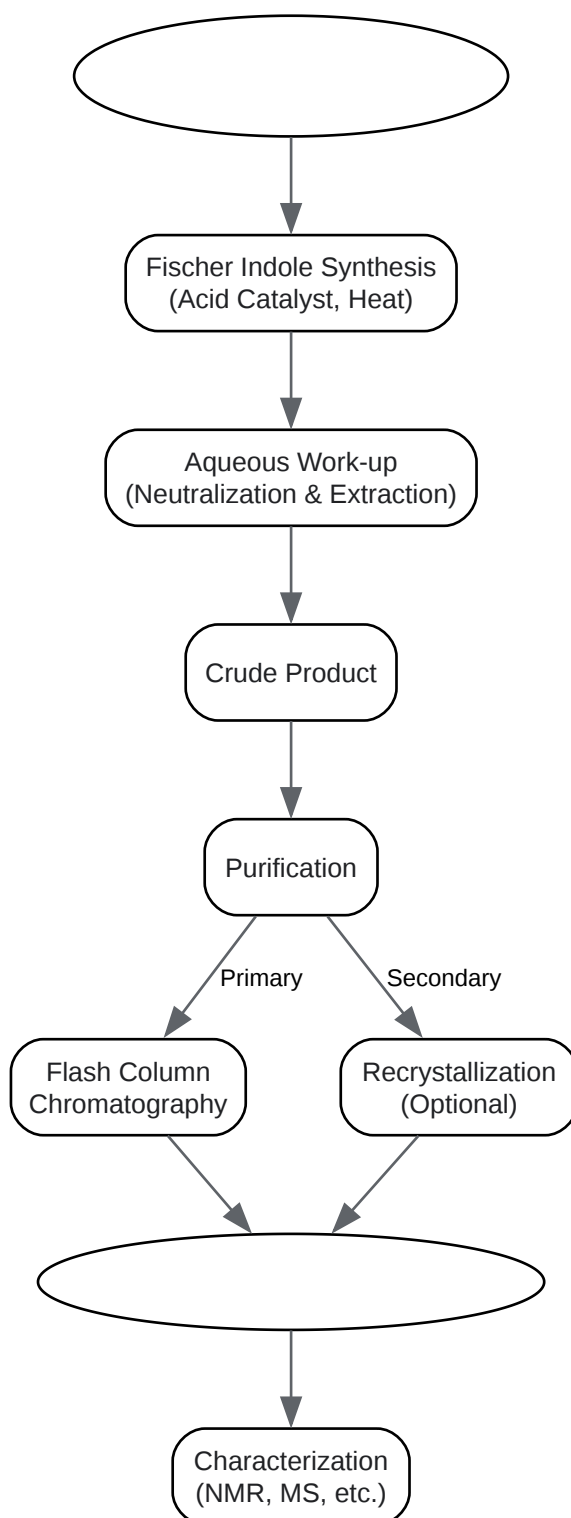 Fischer Indole Synthesis
(Acid Catalyst, Heat)
Aqueous Work-up
(Neutralization & Extraction)
Crude Product
Purification
Primary
Secondary
Flash Column
Chromatography
Recrystallization
(Optional)
Characterization
(NMR, MS, etc.)